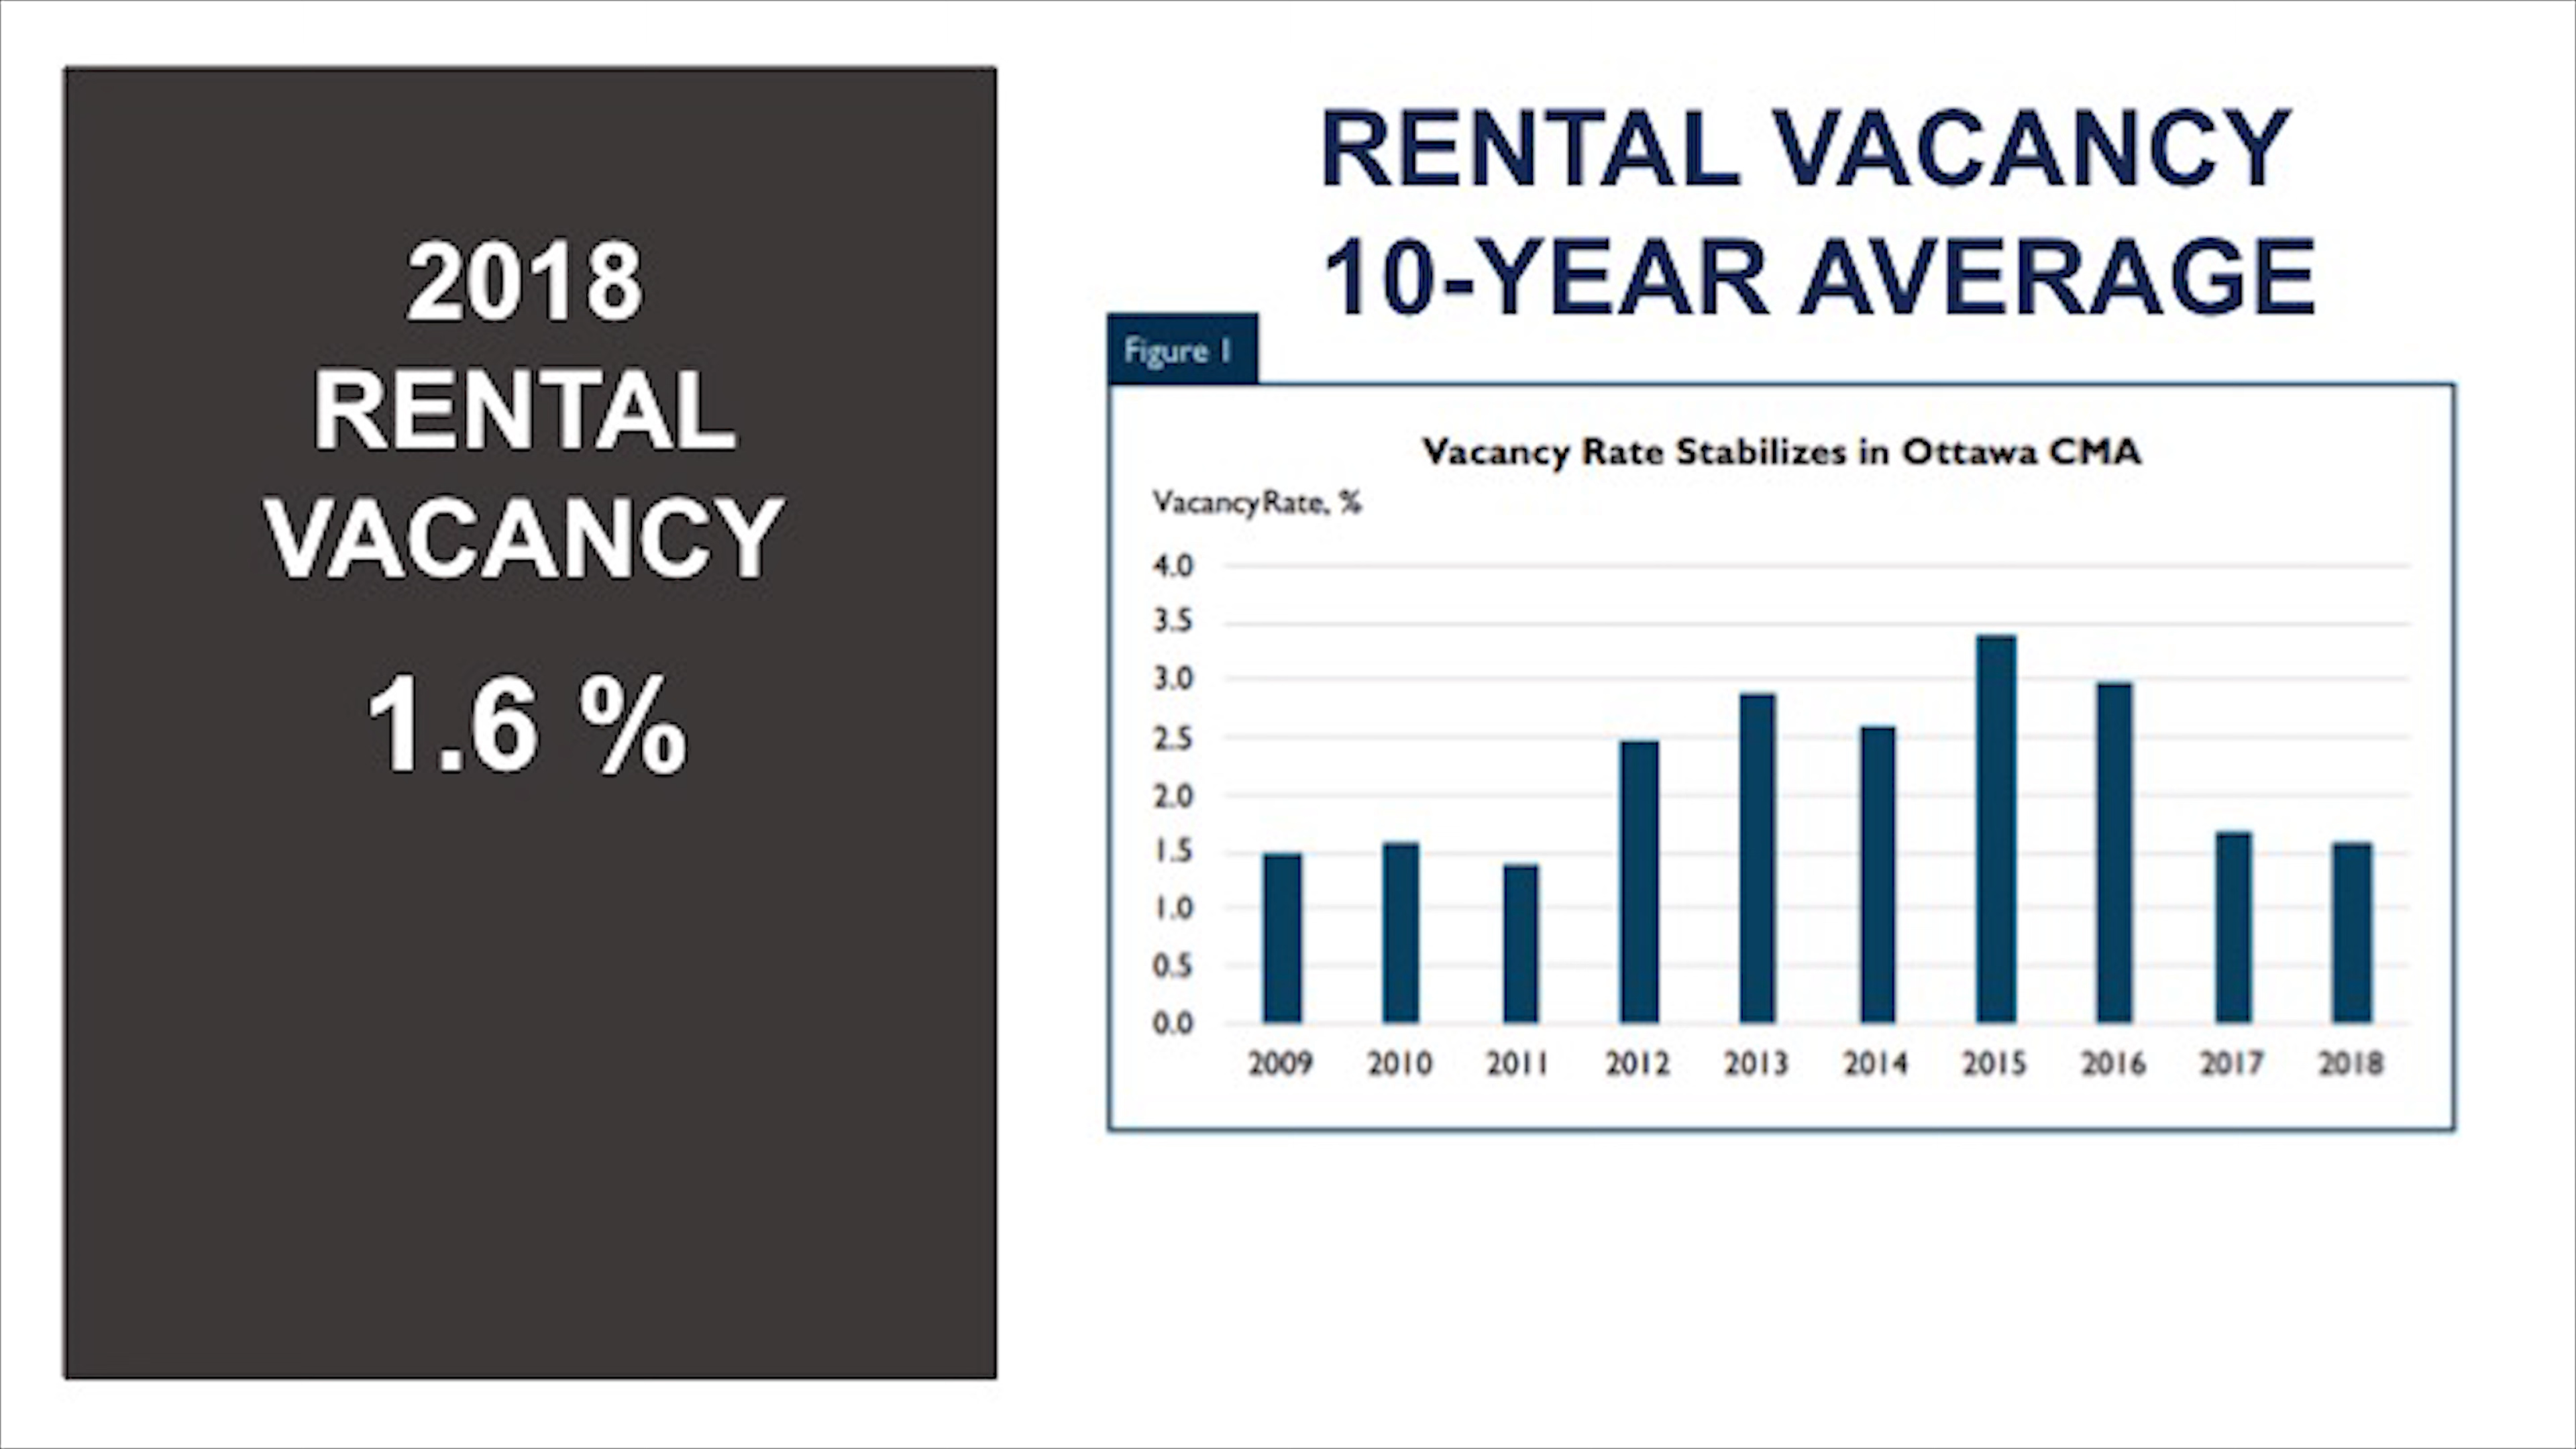 2018
RENTAL
VACANCY
1.6 %
RENTAL VACANCY
10-YEAR AVERAGE
Figure 1
Vacancy Rate Stabilizes in Ottawa CMA
Vacancy Rate, %
4.0
3.5
3.0
2.5
2.0
1.5
1.0
0.5
0.0
2009 2010 2011 2012 2013 2014 2015 2016 2017 2018